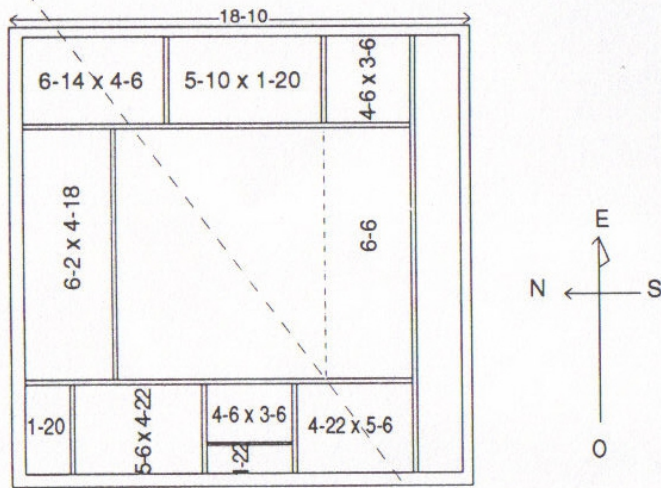 18-10
6-14 x 4-6
5-10 x 1-20
4-6 x 3-6
6-2 x 4-18
6-6
E
N
S
O
1-20
5-6 x 4-22
4-6 x 3-6
1-22
4-22 x 5-6